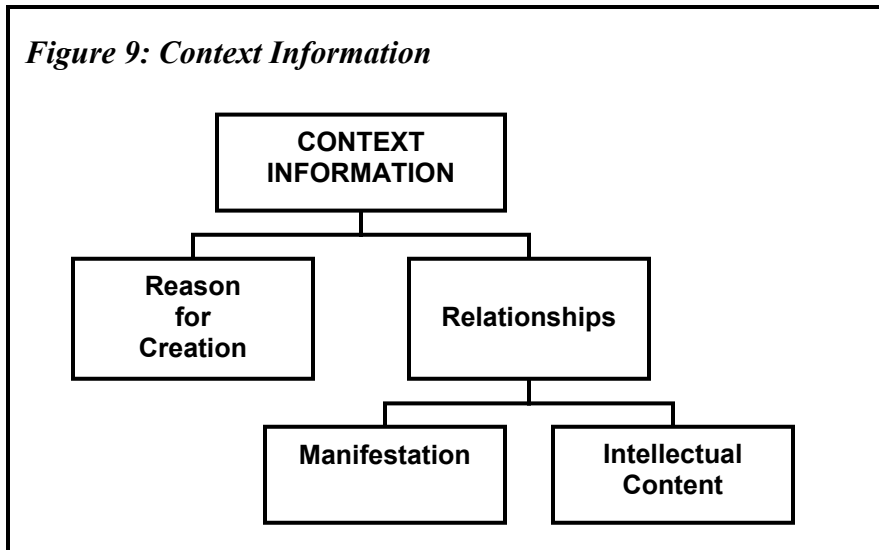 Figure 9: Context Information
CONTEXT
INFORMATION
Reason
for
Creation
Relationships
Manifestation
Intellectual
Content